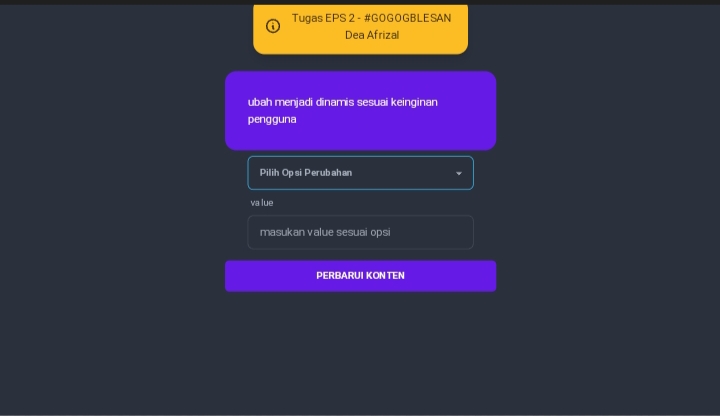 Tugas EPS 2 - #GOGOGBLESAN
Dea Afrizal
ubah menjadi dinamis sesuai keinginan
pengguna
Pilih Opsi Perubahan
value
masukan value sesuai opsi
PERBARUI KONTEN